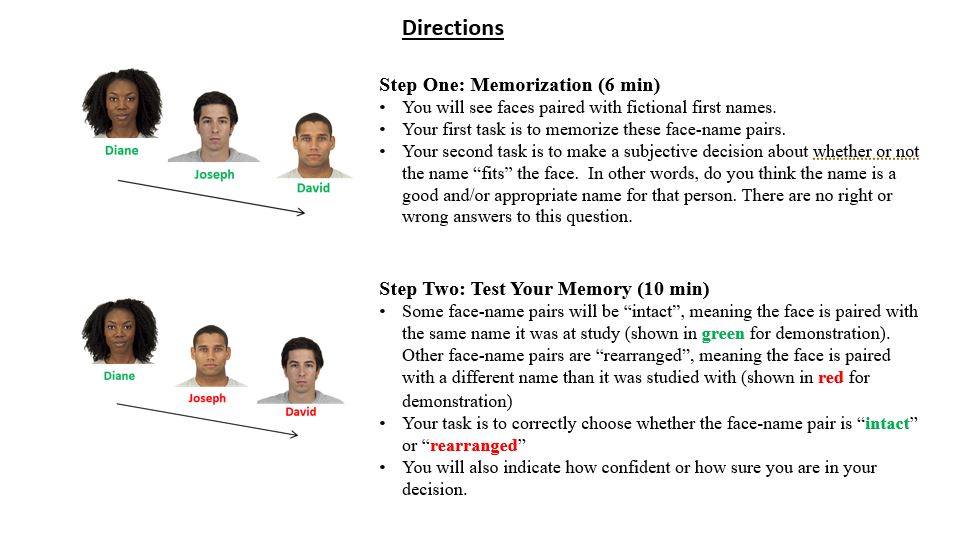 Directions
Diane
Joseph
David
Step One: Memorization (6 min)
• You will see faces paired with fictional first names.
• Your first task is to memorize these face-name pairs.
• Your second task is to make a subjective decision about whether or not
the name “fits” the face.  In other words, do you think the name is a
good and/or appropriate name for that person. There are no right or
wrong answers to this question.
Diane
Joseph
David
Step Two: Test Your Memory (10 min)
• Some face-name pairs will be “intact”, meaning the face is paired with
the same name it was at study (shown in green for demonstration).
Other face-name pairs are “rearranged”, meaning the face is paired
with a different name than it was studied with (shown in red for
demonstration)
• Your task is to correctly choose whether the face-name pair is “intact”
or “rearranged”
• You will also indicate how confident or how sure you are in your
decision.